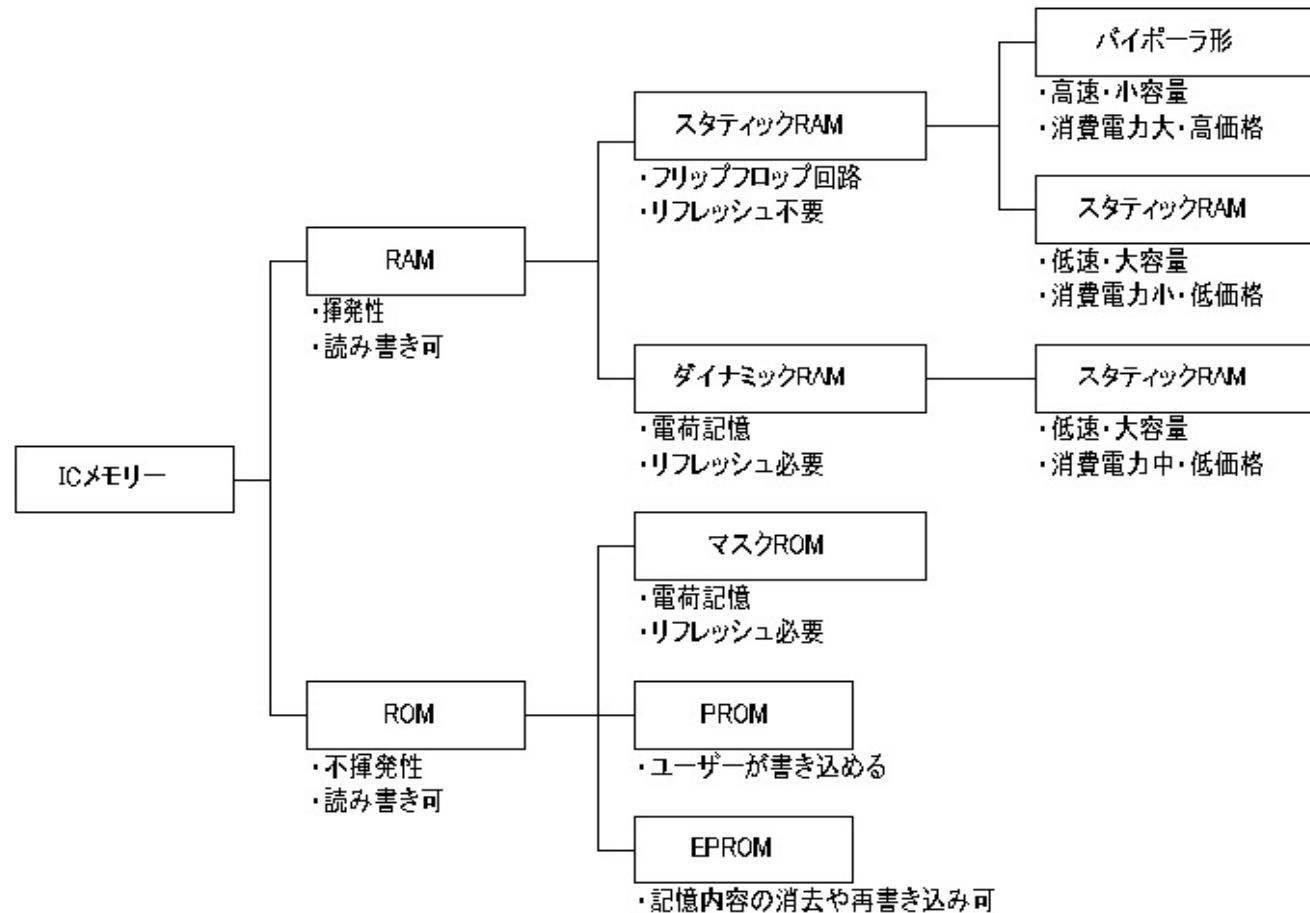 ICメモリー
RAM
・揮発性
・読み書き可
スタティックRAM
・フリップフロップ回路
・リフレッシュ不要
バイポーラ形
・高速・小容量
・消費電力大・高価格
スタティックRAM
・低速・大容量
・消費電力小・低価格
ダイナミックRAM
・電荷記憶
・リフレッシュ必要
スタティックRAM
・低速・大容量
・消費電力中・低価格
ROM
・不揮発性
・読み書き可
マスクROM
・電荷記憶
・リフレッシュ必要
PROM
・ユーザーが書き込める
EPROM
・記憶内容の消去や再書き込み可